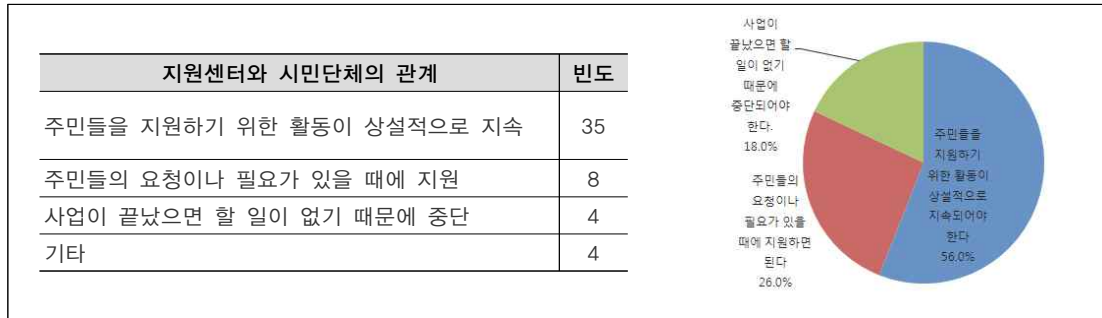 지원센터와 시민단체의 관계 빈도
주민들을 지원하기 위한 활동이 상설적으로 지속 35
주민들의 요청이나 필요가 있을 때에 지원 8
사업이 끝났으면 할 일이 없기 때문에 중단 4
기타 4
사업이
끝났으면 할
일이 없기
때문에
중단되어야
한다.
18.0%
주민들의
요청이나
필요가 있을
때에 지원하면
된다
26.0%
주민들을
지원하기
위한 활동이
상설적으로
지속되어야
한다
56.0%